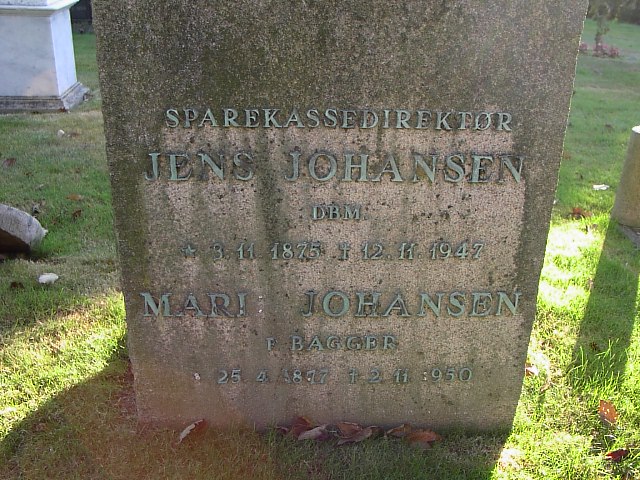 SPAREKASSEDIREKTØR
JENS JOHANSEN
DBM.
* 3.11.1875 † 12.11.1947
MARI JOHANSEN
F. BAGGER
25.4.1877 † 2.11.1950